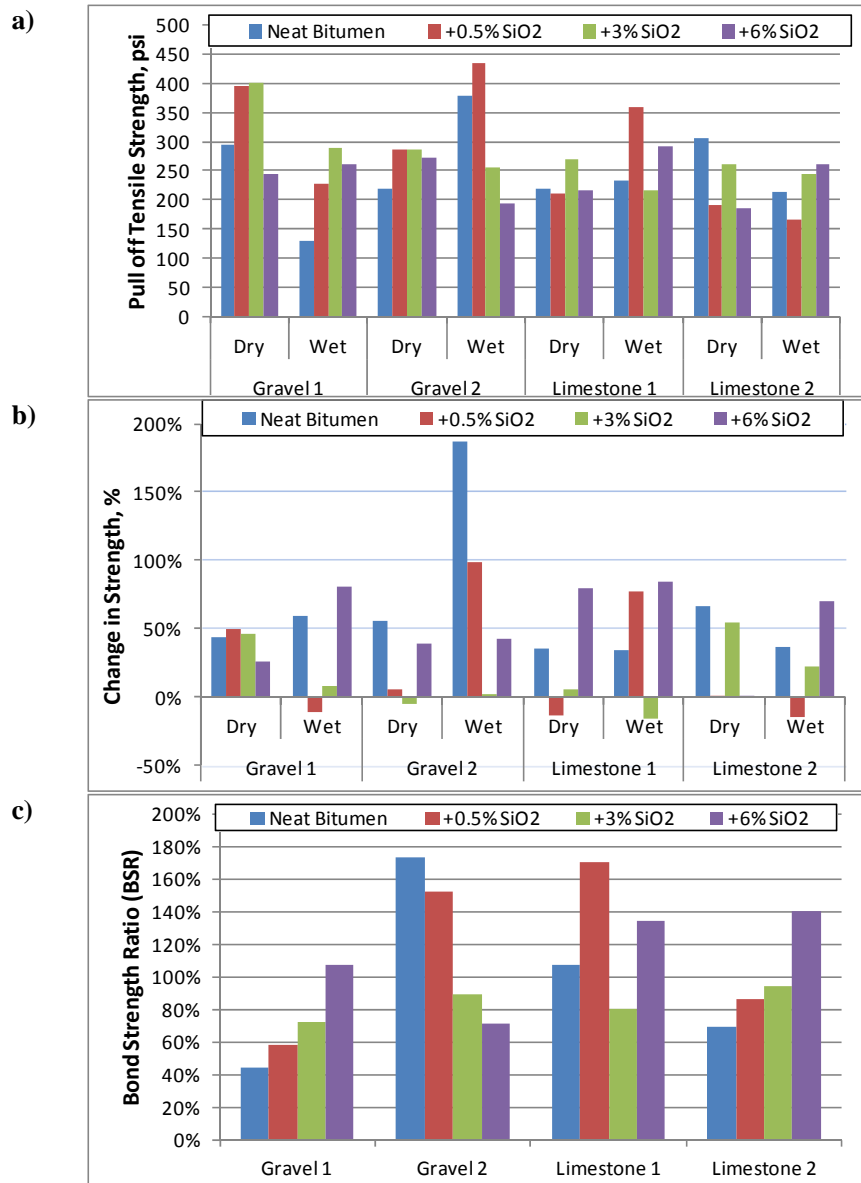 a)
Pull off Tensile Strength, psi
500
450
400
350
300
250
200
150
100
50
0
Neat Bitumen +0.5% SiO2 +3% SiO2 +6% SiO2
Dry Wet Dry Wet Dry Wet Dry Wet
Gravel 1 Gravel 2 Limestone 1 Limestone 2
b)
Change in Strength, %
200%
150%
100%
50%
0%
-50%
Neat Bitumen +0.5% SiO2 +3% SiO2 +6% SiO2
Dry Wet Dry Wet Dry Wet Dry Wet
Gravel 1 Gravel 2 Limestone 1 Limestone 2
c)
Bond Strength Ratio (BSR)
200%
180%
160%
140%
120%
100%
80%
60%
40%
20%
0%
Neat Bitumen +0.5% SiO2 +3% SiO2 +6% SiO2
Gravel 1 Gravel 2 Limestone 1 Limestone 2